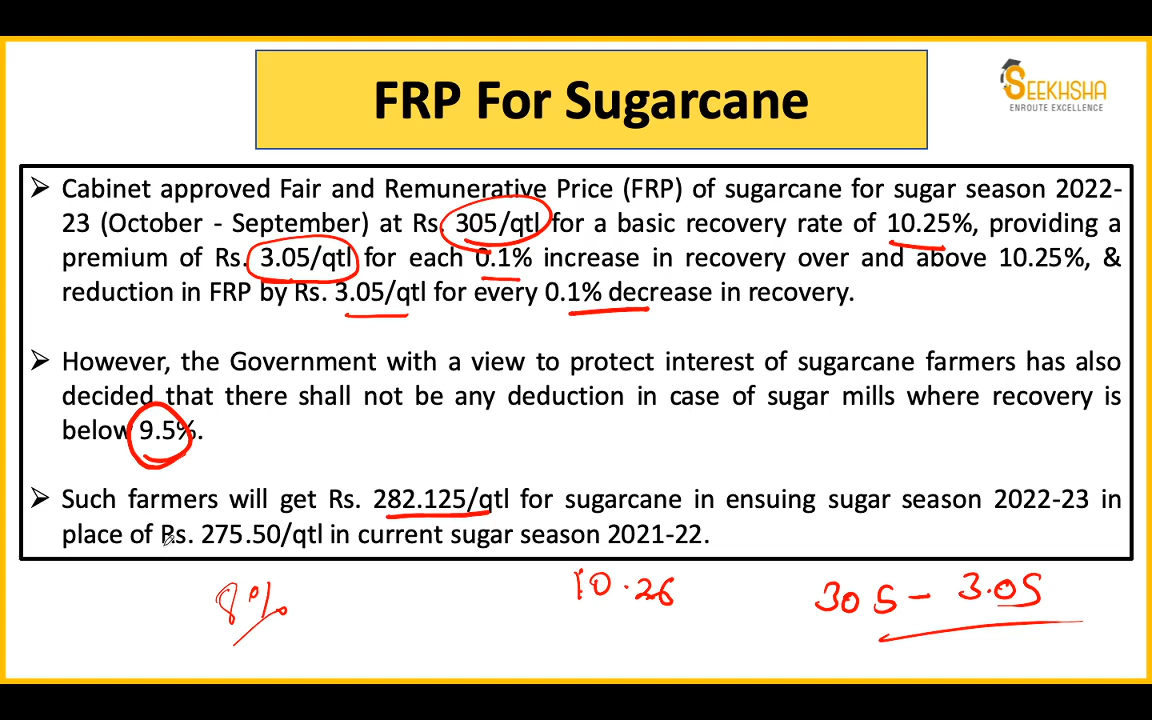 FRP For Sugarcane
SEEKHSHA
ENROUTE EXCELLENCE
➢ Cabinet approved Fair and Remunerative Price (FRP) of sugarcane for sugar season 2022-
23 (October - September) at Rs. 305/qtl for a basic recovery rate of 10.25%, providing a
premium of Rs. 3.05/qtl for each 0.1% increase in recovery over and above 10.25%, &
reduction in FRP by Rs. 3.05/qtl for every 0.1% decrease in recovery.
➢ However, the Government with a view to protect interest of sugarcane farmers has also
decided that there shall not be any deduction in case of sugar mills where recovery is
below 9.5%.
➢ Such farmers will get Rs. 282.125/qtl for sugarcane in ensuing sugar season 2022-23 in
place of Rs. 275.50/qtl in current sugar season 2021-22.
8% 10.26 305 - 3.05